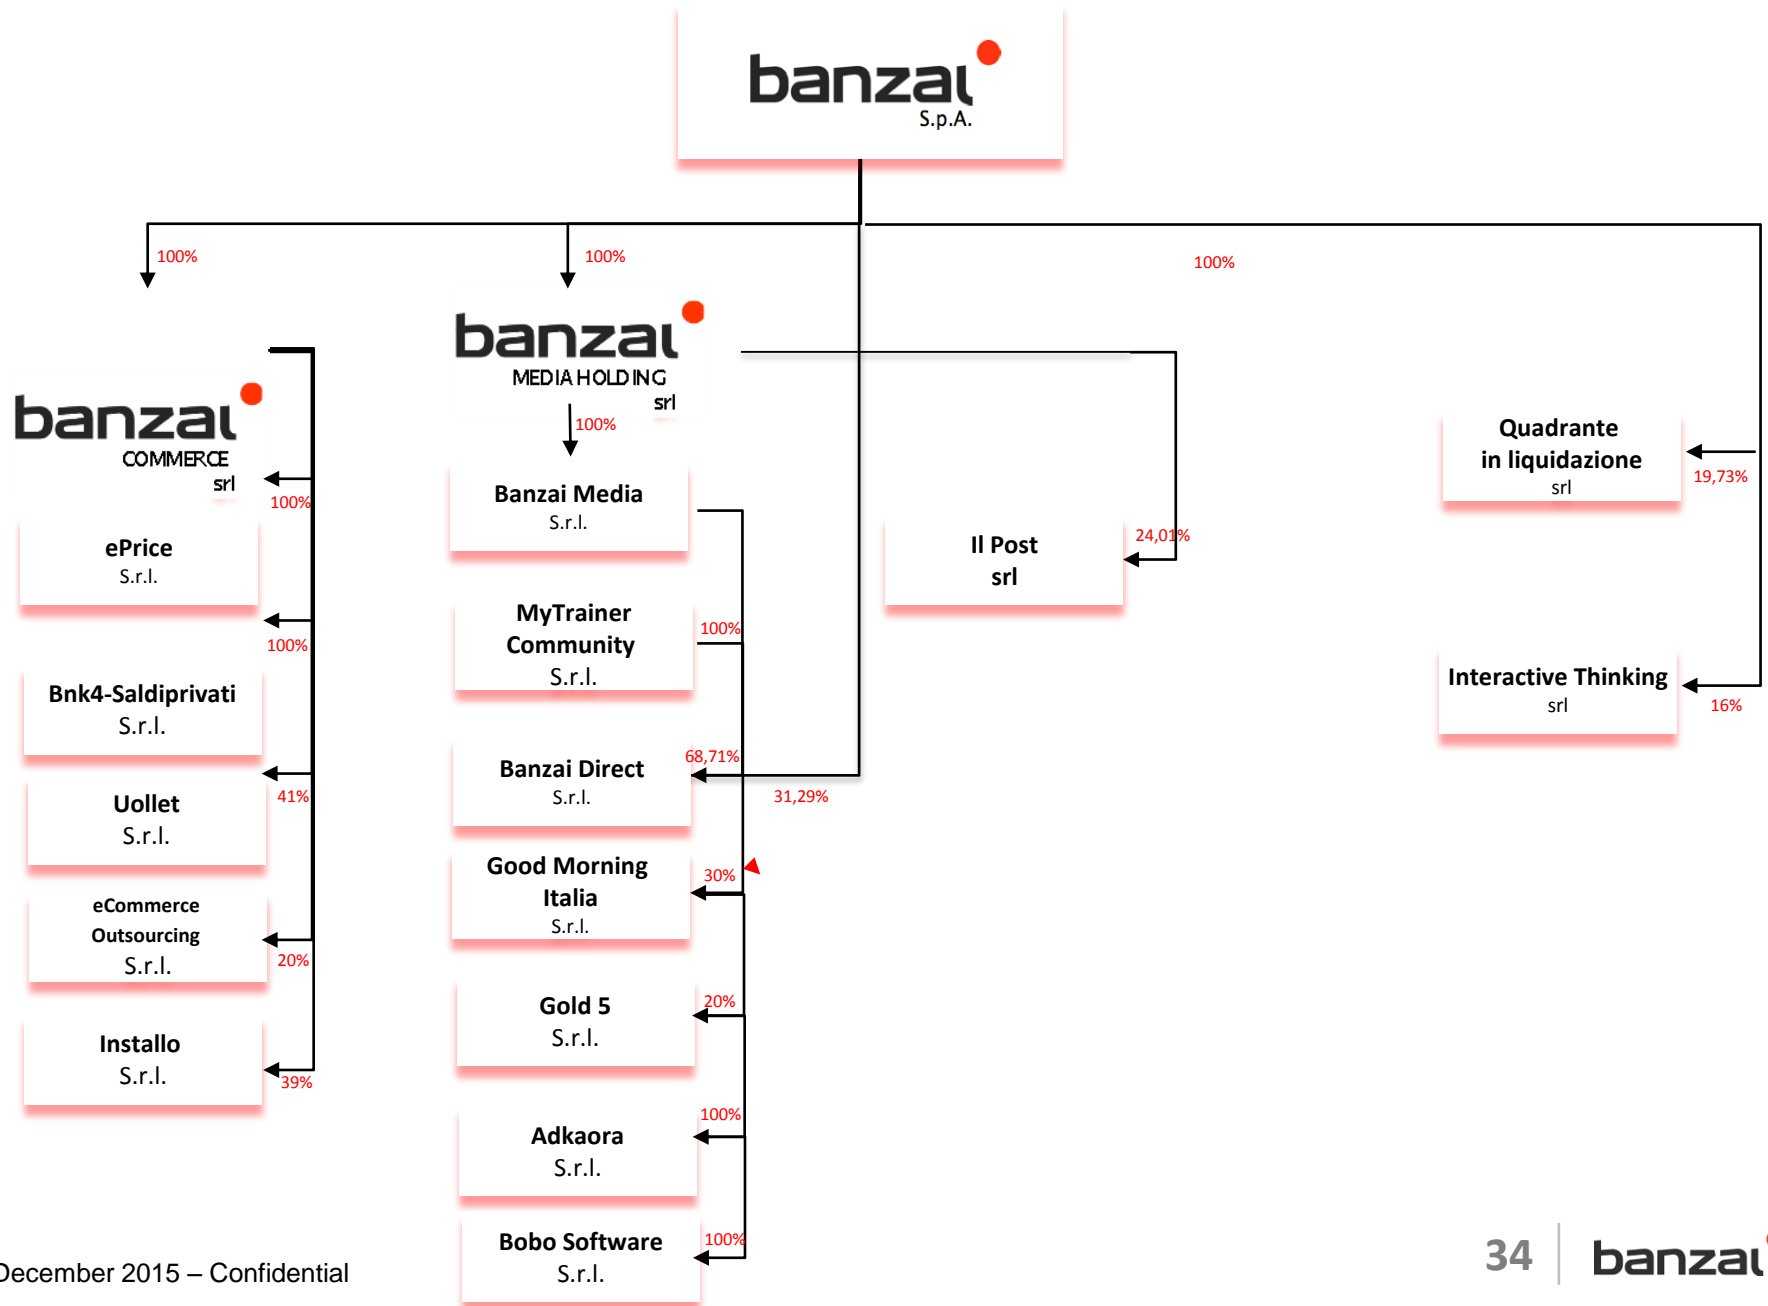 banzai
S.p.A.
100%
100%
100%
banzai
COMMERCE
srl
100%
ePrice
S.r.l.
100%
Bnk4-Saldiprivati
S.r.l.
41%
Uollet
S.r.l.
eCommerce
Outsourcing
S.r.l.
20%
Installo
S.r.l.
39%
banzai
MEDIA HOLDING
srl
100%
Banzai Media
S.r.l.
MyTrainer
Community
S.r.l.
100%
Banzai Direct
S.r.l.
68,71%
31,29%
Good Morning
Italia
S.r.l.
30%
Gold 5
S.r.l.
20%
Adkaora
S.r.l.
100%
Bobo Software
S.r.l.
100%
Il Post
srl
24,01%
Quadrante
in liquidazione
srl
19,73%
Interactive Thinking
srl
16%
December 2015 – Confidential
34
banzai